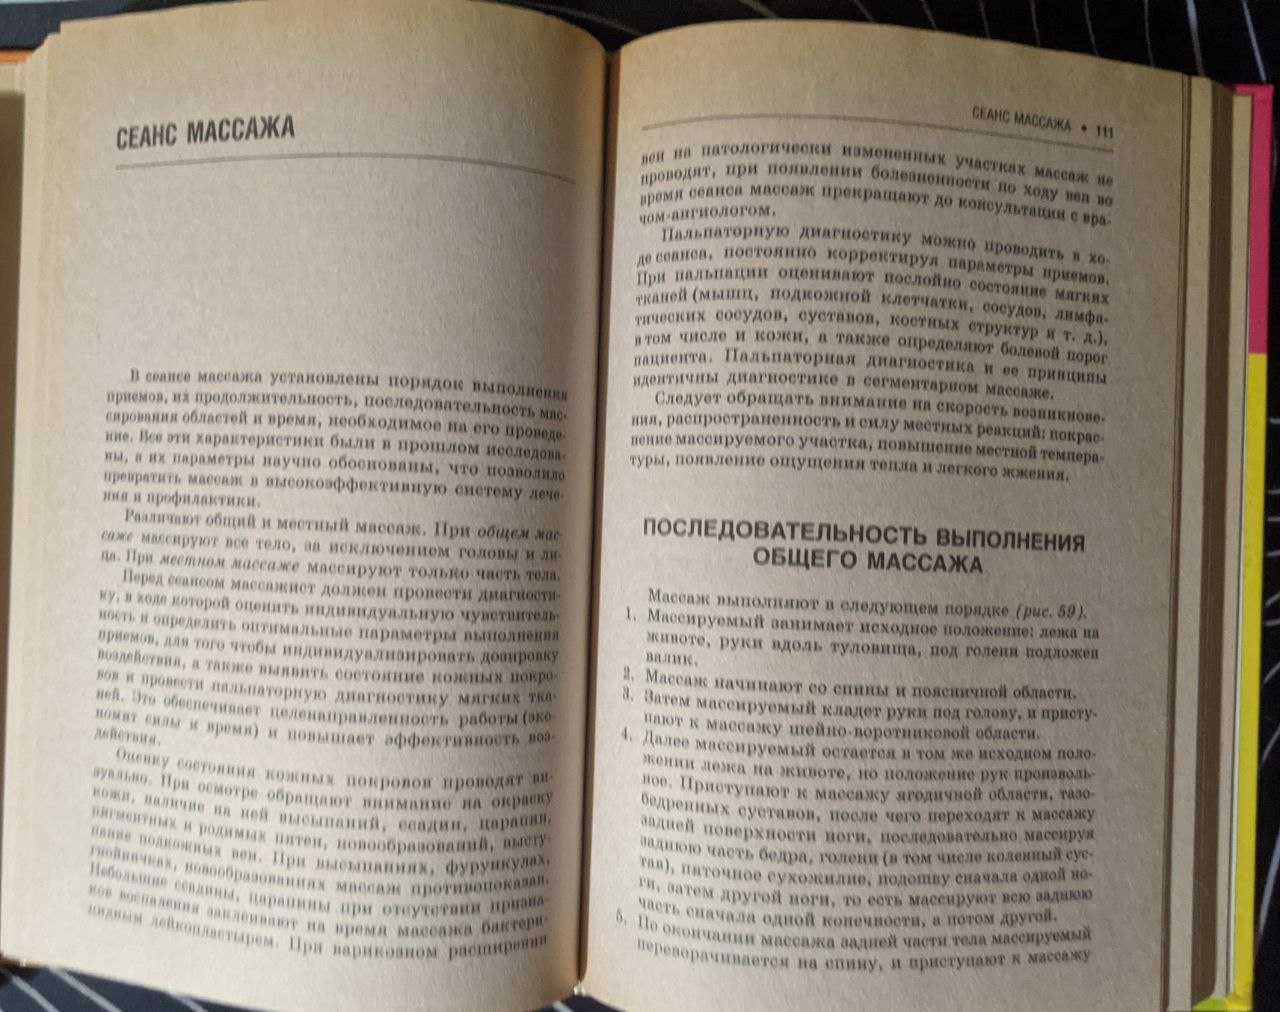 СЕАНС МАССАЖА
В сеансе массажа установлены порядок выполнения
приемов, их продолжительность, последовательность мас-
сирования областей и время, необходимое на его проведе-
ние. Все эти характеристики были в прошлом исследова-
ны, а их параметры научно обоснованы, что позволило
превратить массаж в высокоэффективную систему лече-
ния и профилактики.
Различают общий и местный массаж. При общем мас-
саже массируют все тело, за исключением головы и ли-
ца. При местном массаже массируют только часть тела.
Перед сеансом массажист должен провести диагности-
ку, в ходе которой оценить индивидуальную чувствитель-
ность и определить оптимальные параметры выполнения
приемов, для того чтобы индивидуализировать дозировку
воздействия, а также выявить состояние кожных покро-
вов и провести пальпаторную диагностику мягких тка-
ней. Это обеспечивает целенаправленность работы (эко-
номят силы и время) и повышает эффективность воз-
действия.
Оценку состояния кожных покровов проводят ви-
зуально. При осмотре обращают внимание на окраску
кожи, наличие на ней высыпаний, ссадин, царапин,
пигментных и родимых пятен, новообразований, высту-
пание подкожных вен. При высыпаниях, фурункулах,
гнойничках, новообразованиях массаж противопоказан.
Небольшие ссадины, царапины при отсутствии призна-
ков воспаления заклеивают на время массажа бактери-
цидным лейкопластырем. При варикозном расширении
СЕАНС МАССАЖА • 111
вен на патологически измененных участках массаж не
проводят, при появлении болезненности по ходу вен во
время сеанса массаж прекращают до консультации с вра-
чом-ангиологом.
Пальпаторную диагностику можно проводить в хо-
де сеанса, постоянно корректируя параметры приемов.
При пальпации оценивают послойно состояние мягких
тканей (мышц, подкожной клетчатки, сосудов, лимфа-
тических сосудов, суставов, костных структур и т. д.),
в том числе и кожи, а также определяют болевой порог
пациента. Пальпаторная диагностика и ее принципы
идентичны диагностике в сегментарном массаже.
Следует обращать внимание на скорость возникнове-
ния, распространенность и силу местных реакций: покрас-
нение массируемого участка, повышение местной темпера-
туры, появление ощущения тепла и легкого жжения.
ПОСЛЕДОВАТЕЛЬНОСТЬ ВЫПОЛНЕНИЯ
ОБЩЕГО МАССАЖА
Массаж выполняют в следующем порядке (рис. 59).
1. Массируемый занимает исходное положение: лежа на
животе, руки вдоль туловища, под голени подложен
валик.
2. Массаж начинают со спины и поясничной области.
3. Затем массируемый кладет руки под голову, и присту-
пают к массажу шейно-воротниковой области.
4. Далее массируемый остается в том же исходном поло-
жении лежа на животе, но положение рук произволь-
ное. Приступают к массажу ягодичной области, тазо-
бедренных суставов, после чего переходят к массажу
задней поверхности ноги, последовательно массируя
заднюю часть бедра, голени (в том числе коленный сус-
тав), пяточное сухожилие, подошву сначала одной но-
ги, затем другой ноги, то есть массируют всю заднюю
часть сначала одной конечности, а потом другой.
5. По окончании массажа задней части тела массируемый
переворачивается на спину, и приступают к массажу